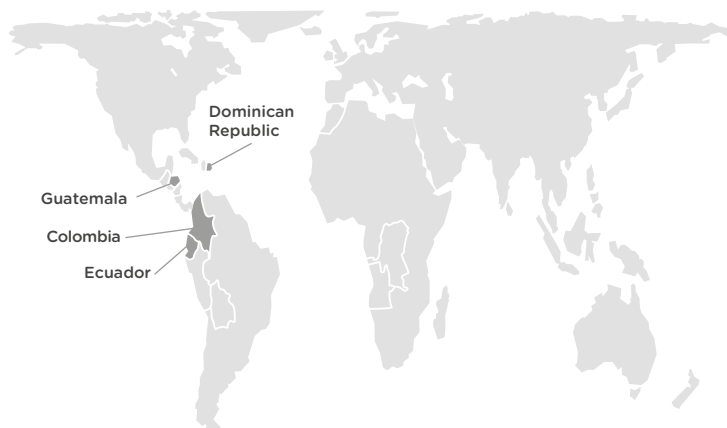 Dominican
Republic
Guatemala
Colombia
Ecuador